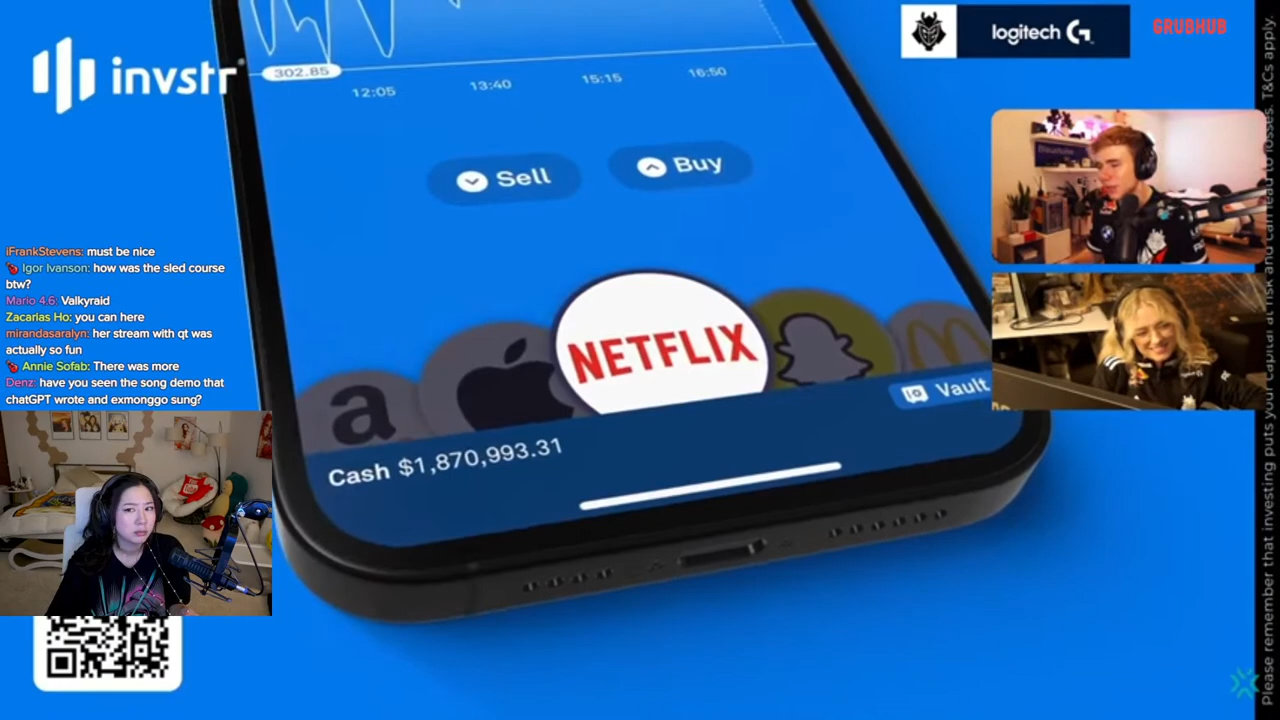 invstr
302.85
12:05
13:40
15:15
16:50
Sell
Buy
a
NETFLIX
Vault
Cash $1,870,993.31
logitech G
GRUBHUB
iFrankStevens: must be nice
Igor Ivanson: how was the sled course
btw?
Mario 4.6: Valkyraid
Zacarias Ho: you can here
mirandasaralyn: her stream with qt was
actually so fun
Annie Sofab: There was more
Denz: have you seen the song demo that
chatGPT wrote and exmonggo sung?
Please remember that investing puts your capital at risk and can lead to losses. T&Cs apply.